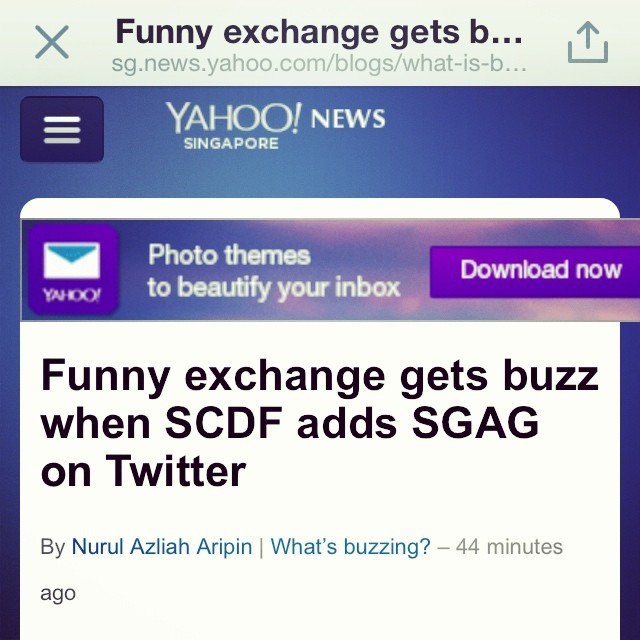 Funny exchange gets b...
sg.news.yahoo.com/blogs/what-is-b...
YAHOO! NEWS
SINGAPORE
YAHOO!
Photo themes
to beautify your inbox
Download now
Funny exchange gets buzz
when SCDF adds SGAG
on Twitter
By Nurul Azliah Aripin | What's buzzing? – 44 minutes
ago